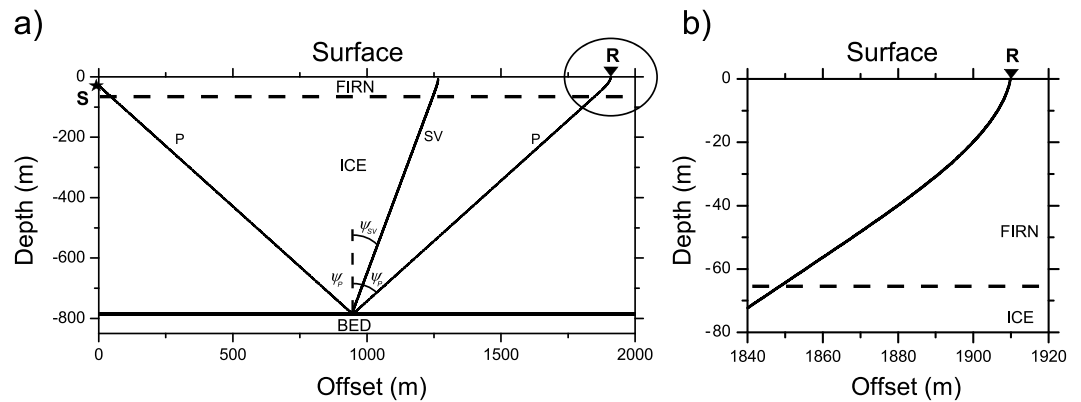 a)
Surface
R
0
FIRN
S
P
SV
P
ICE
-200
-400
-600
-800
Depth (m)
ψSV
ψP ψP
BED
0 500 1000 1500 2000
Offset (m)
b)
Surface
R
0
-20
-40
-60
-80
Depth (m)
FIRN
ICE
1840 1860 1880 1900 1920
Offset (m)